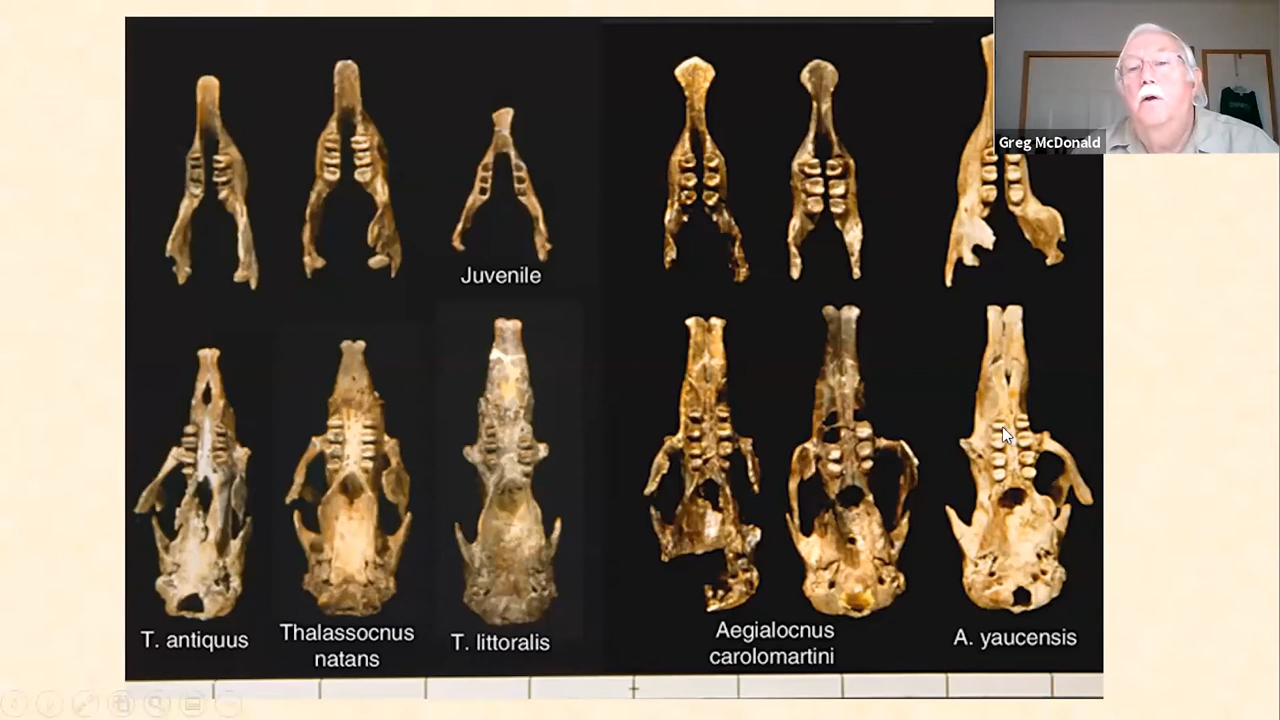 Greg McDonald
Juvenile
T. antiquus
Thalassocnus
natans
T. littoralis
Aegialocnus
carolomartini
A. yaucensis